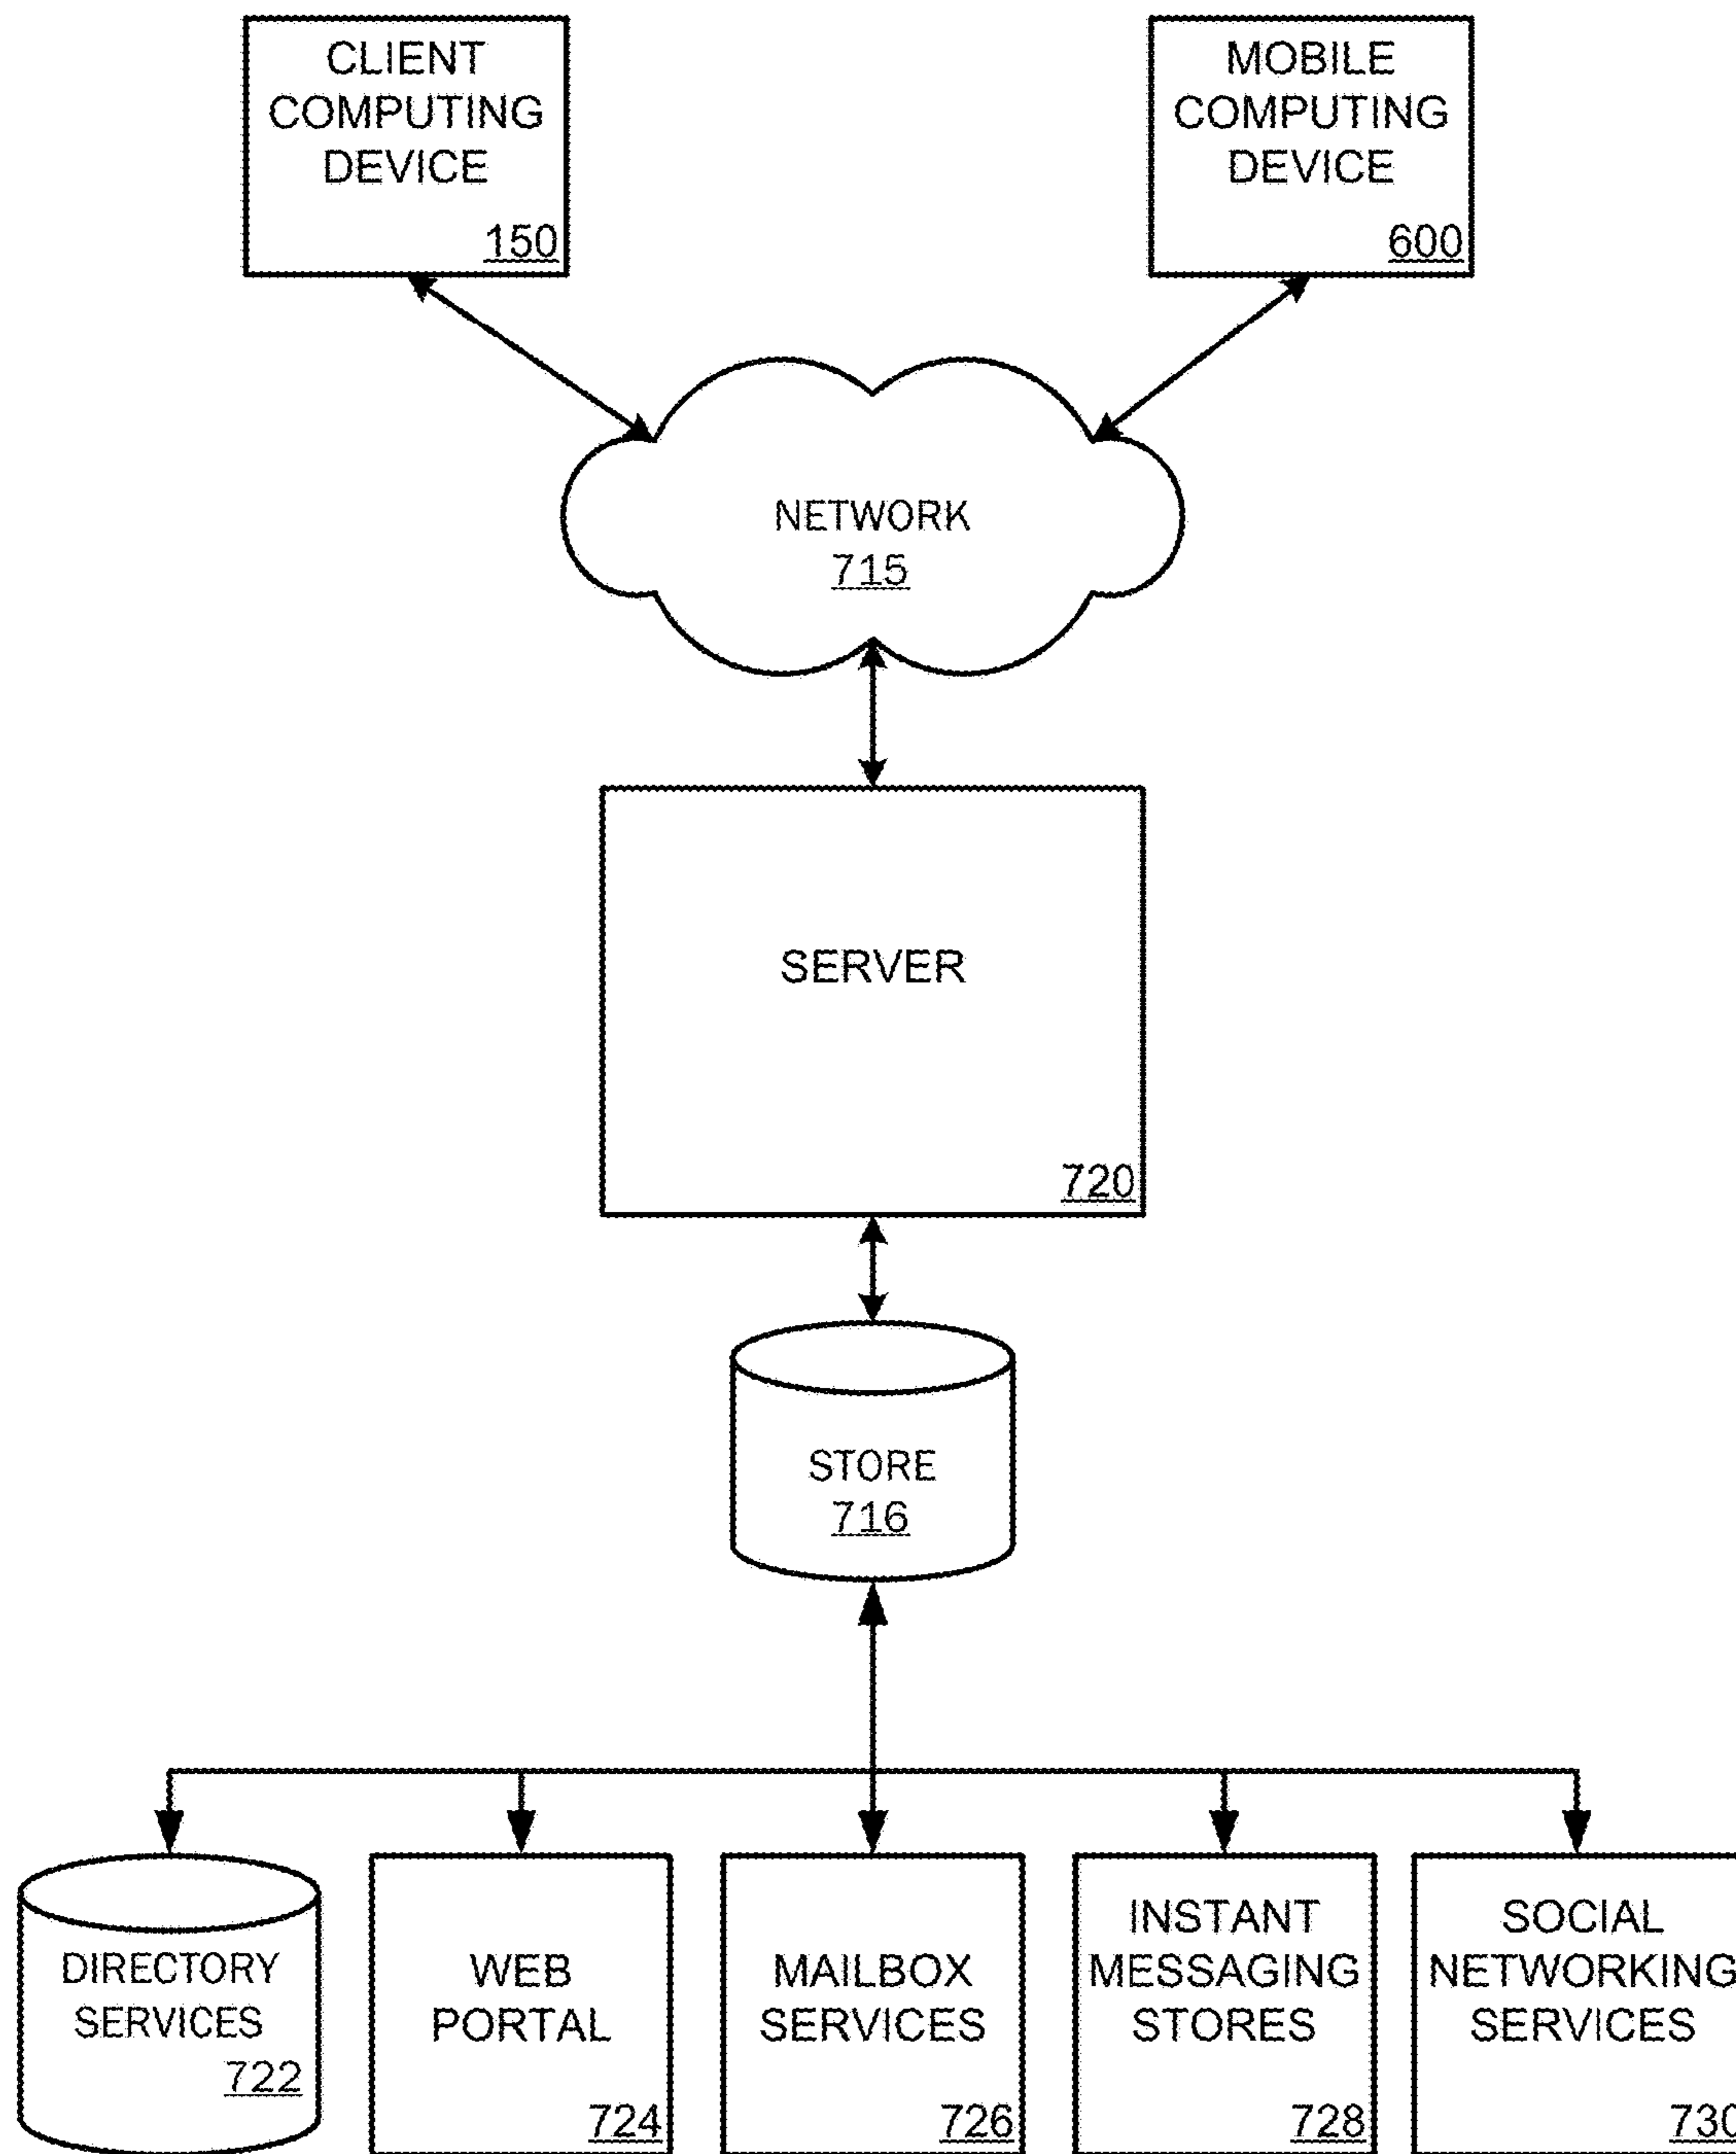 CLIENT
COMPUTING
DEVICE
150
MOBILE
COMPUTING
DEVICE
600
NETWORK
715
SERVER
720
STORE
716
DIRECTORY
SERVICES
722
WEB
PORTAL
724
MAILBOX
SERVICES
726
INSTANT
MESSAGING
STORES
728
SOCIAL
NETWORKING
SERVICES
730